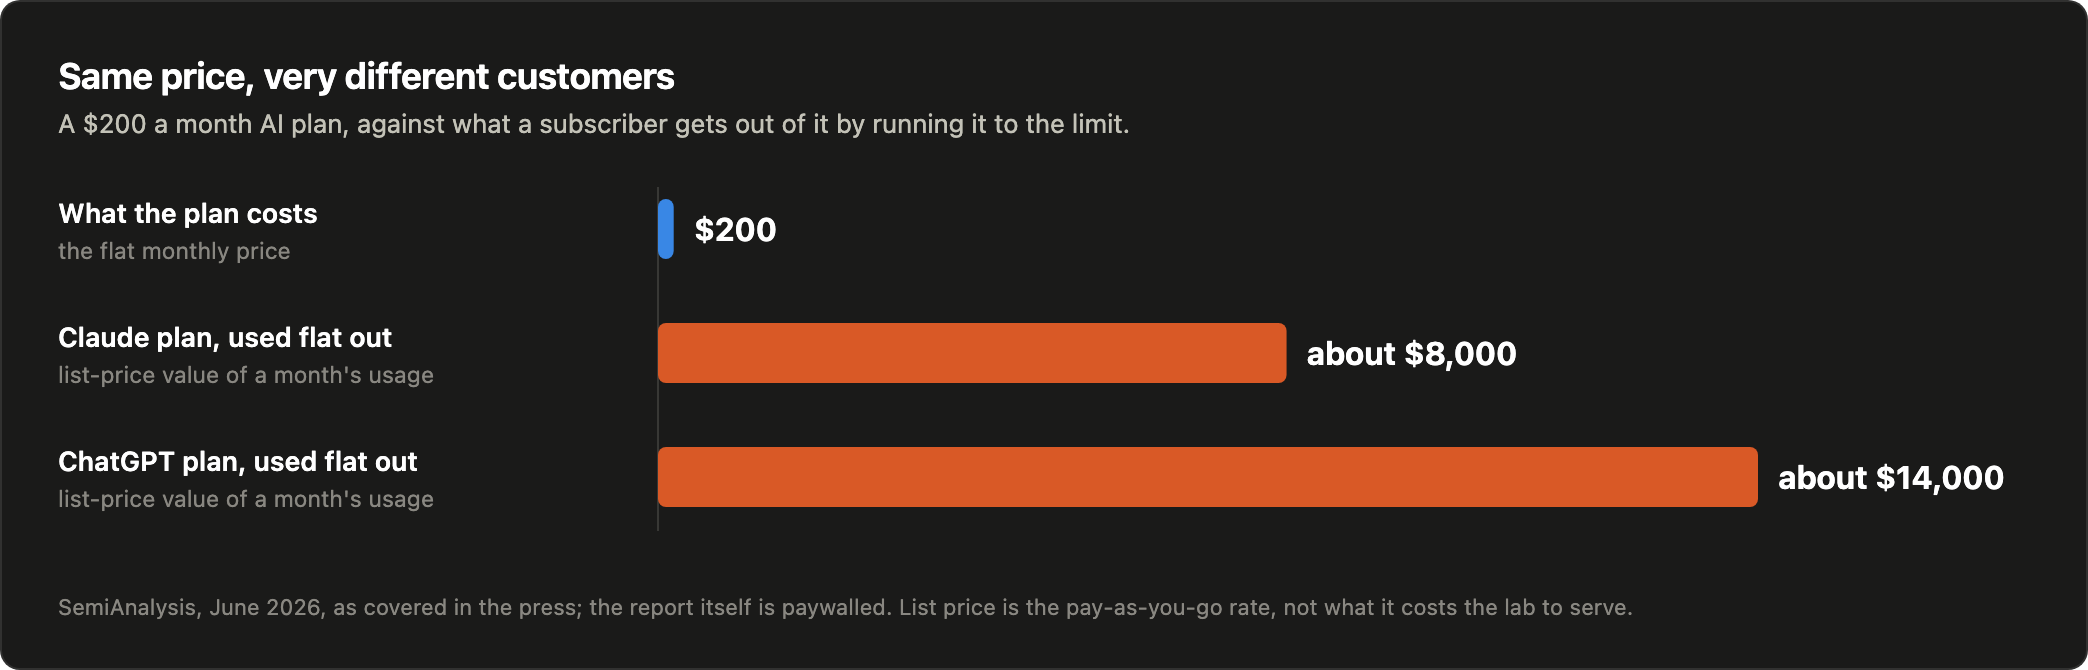 Same price, very different customers
A $200 a month AI plan, against what a subscriber gets out of it by running it to the limit.
What the plan costs
the flat monthly price
$200
Claude plan, used flat out
list-price value of a month's usage
about $8,000
ChatGPT plan, used flat out
list-price value of a month's usage
about $14,000
SemiAnalysis, June 2026, as covered in the press; the report itself is paywalled. List price is the pay-as-you-go rate, not what it costs the lab to serve.